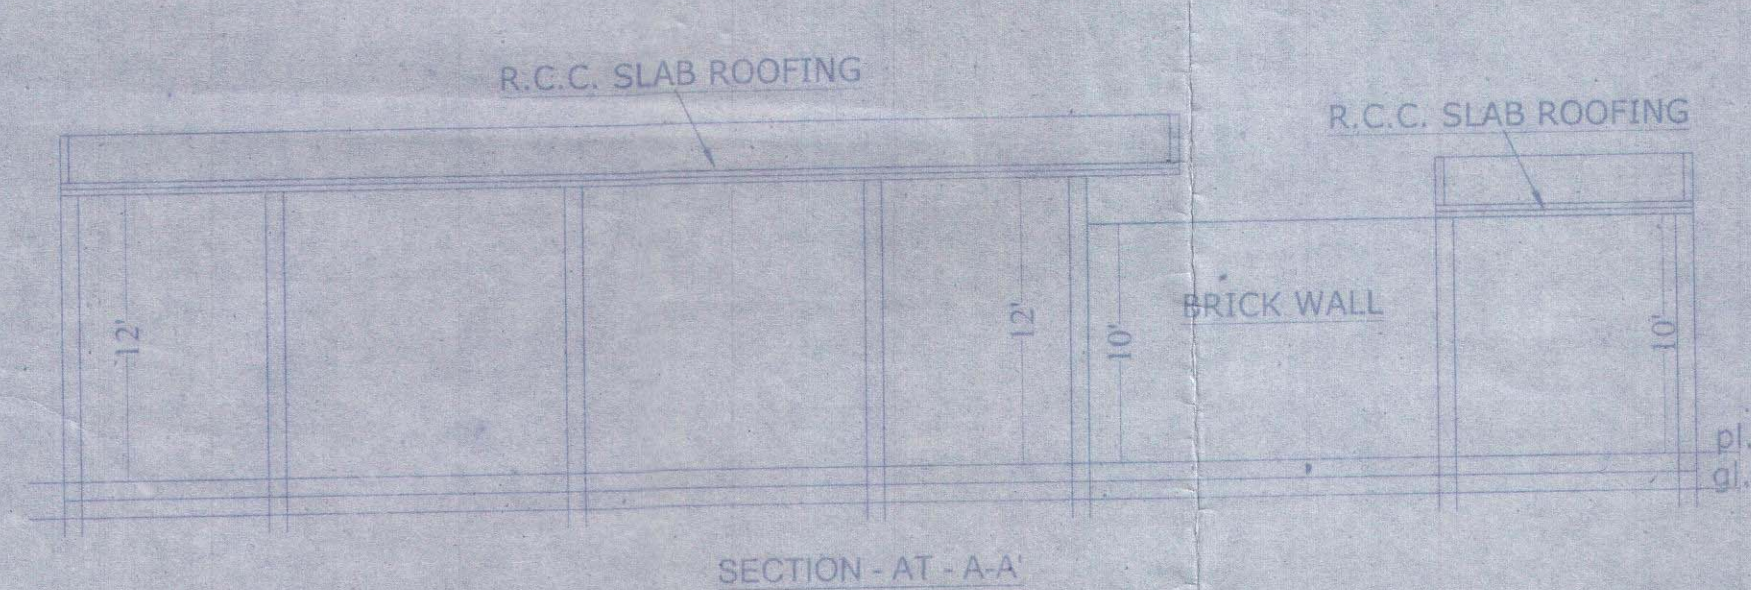 R.C.C. SLAB ROOFING
R.C.C. SLAB ROOFING
12'
12'
10'
BRICK WALL
10'
pl.
gl.
SECTION - AT - A-A'